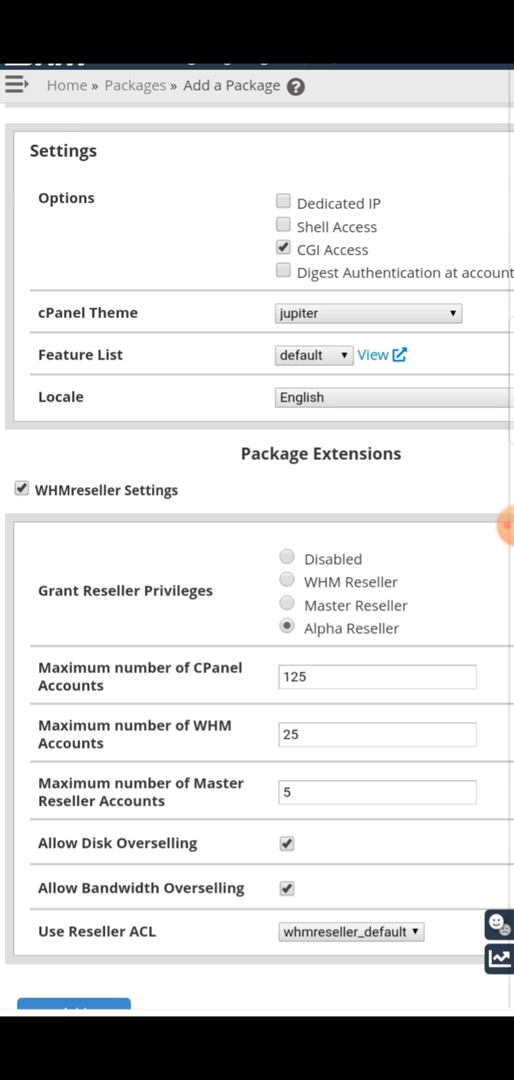 Home » Packages » Add a Package ?
Settings
Options
Dedicated IP
Shell Access
CGI Access
Digest Authentication at account
cPanel Theme
jupiter
Feature List
default
View
Locale
English
Package Extensions
WHMreseller Settings
Grant Reseller Privileges
Disabled
WHM Reseller
Master Reseller
Alpha Reseller
Maximum number of CPanel
Accounts
125
Maximum number of WHM
Accounts
25
Maximum number of Master
Reseller Accounts
5
Allow Disk Overselling
Allow Bandwidth Overselling
Use Reseller ACL
whmreseller_default